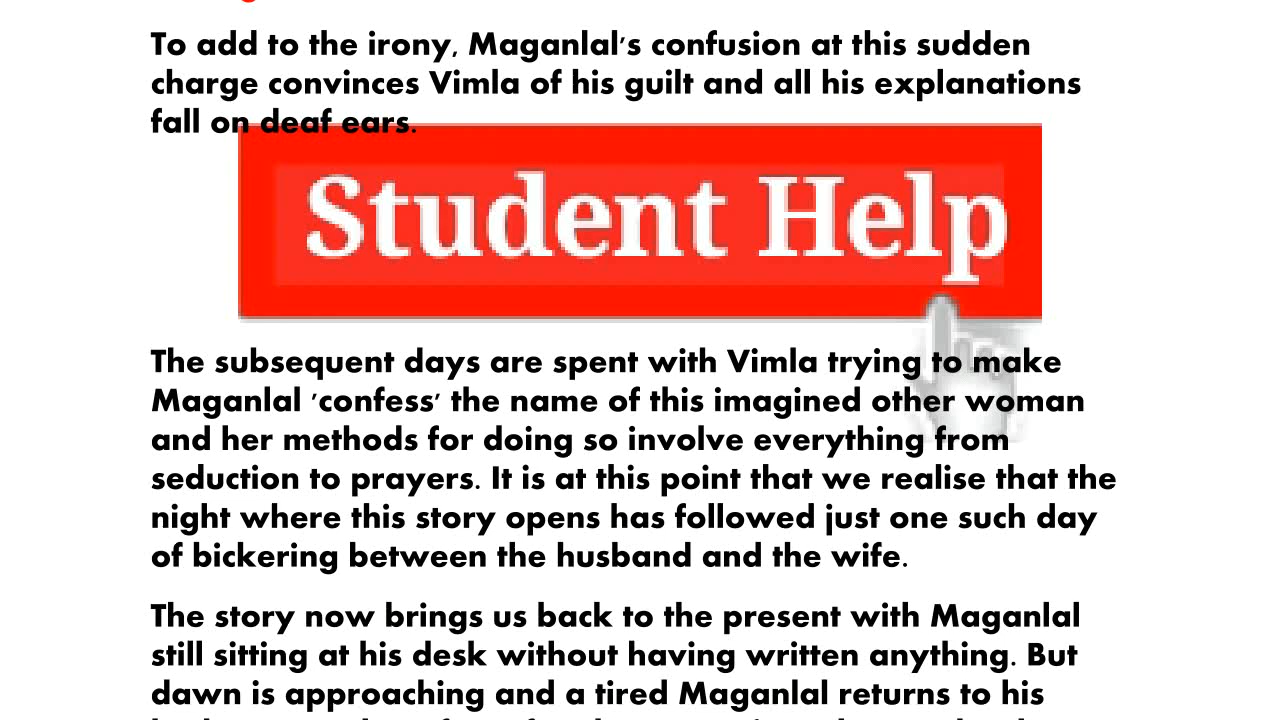 To add to the irony, Maganlal's confusion at this sudden
charge convinces Vimla of his guilt and all his explanations
fall on deaf ears.
Student Help
The subsequent days are spent with Vimla trying to make
Maganlal 'confess' the name of this imagined other woman
and her methods for doing so involve everything from
seduction to prayers. It is at this point that we realise that the
night where this story opens has followed just one such day
of bickering between the husband and the wife.
The story now brings us back to the present with Maganlal
still sitting at his desk without having written anything. But
dawn is approaching and a tired Maganlal returns to his